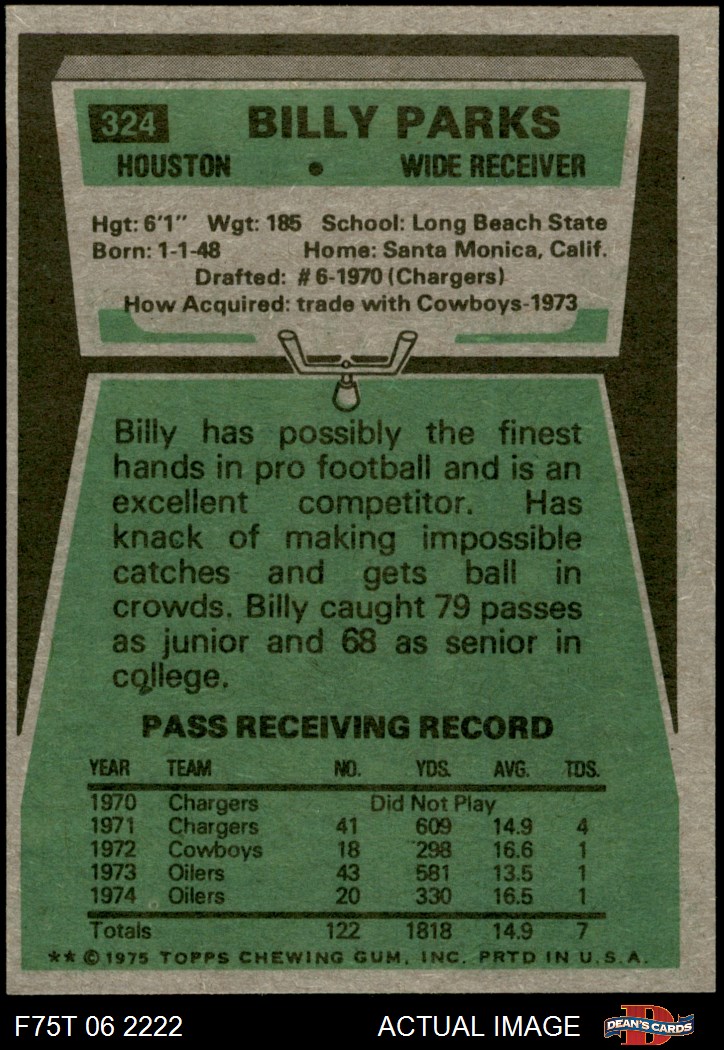 324 BILLY PARKS
HOUSTON • WIDE RECEIVER
Hgt: 6'1" Wgt: 185 School: Long Beach State
Born: 1-1-48 Home: Santa Monica, Calif.
Drafted: #6-1970 (Chargers)
How Acquired: trade with Cowboys-1973
Billy has possibly the finest
hands in pro football and is an
excellent competitor. Has
knack of making impossible
catches and gets ball in
crowds. Billy caught 79 passes
as junior and 68 as senior in
college.
PASS RECEIVING RECORD
YEAR TEAM NO. YDS. AVG. TDS.
1970 Chargers Did Not Play
1971 Chargers 41 609 14.9 4
1972 Cowboys 18 298 16.6 1
1973 Oilers 43 581 13.5 1
1974 Oilers 20 330 16.5 1
Totals 122 1818 14.9 7
** © 1975 TOPPS CHEWING GUM, INC. PRTD IN U.S.A.
F75T 06 2222 ACTUAL IMAGE D DEAN'S CARDS